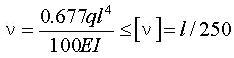 ν = 0.677ql⁴ / 100EI ≤ [ν] = l / 250